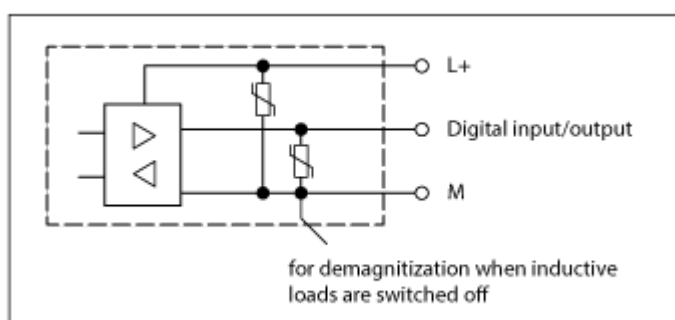 L+
Digital input/output
M
for demagnitization when inductive
loads are switched off